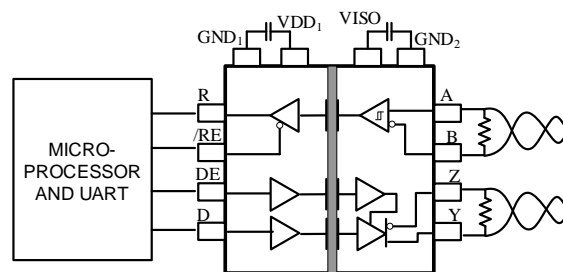 VDD₁
VISO
GND₁
GND₂
R
A
/RE
B
MICRO-
PROCESSOR
AND UART
DE
Z
D
Y